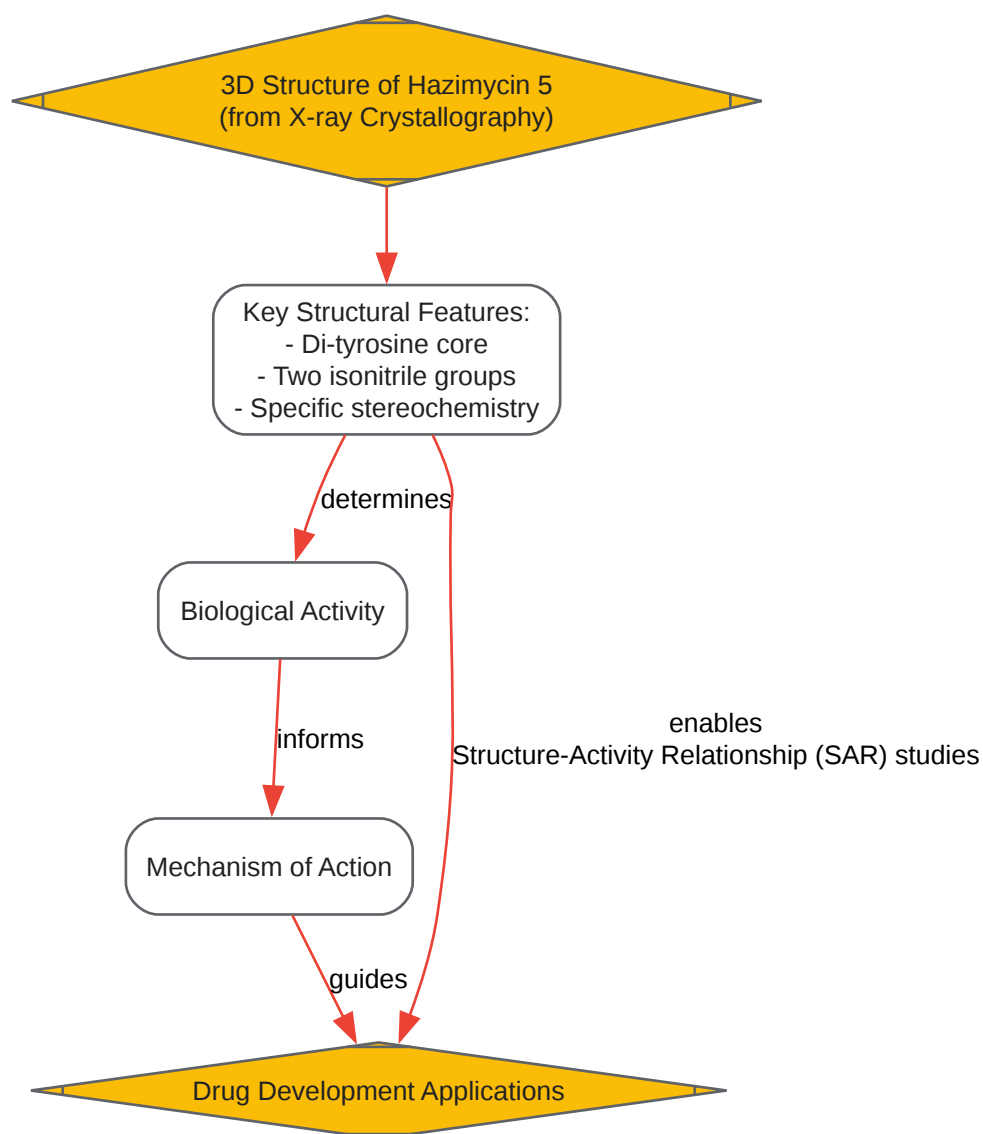 3D Structure of Hazimycin 5
(from X-ray Crystallography)
Key Structural Features:
- Di-tyrosine core
- Two isonitrile groups
- Specific stereochemistry
determines
Biological Activity
informs
enables
Structure-Activity Relationship (SAR) studies
Mechanism of Action
guides
Drug Development Applications